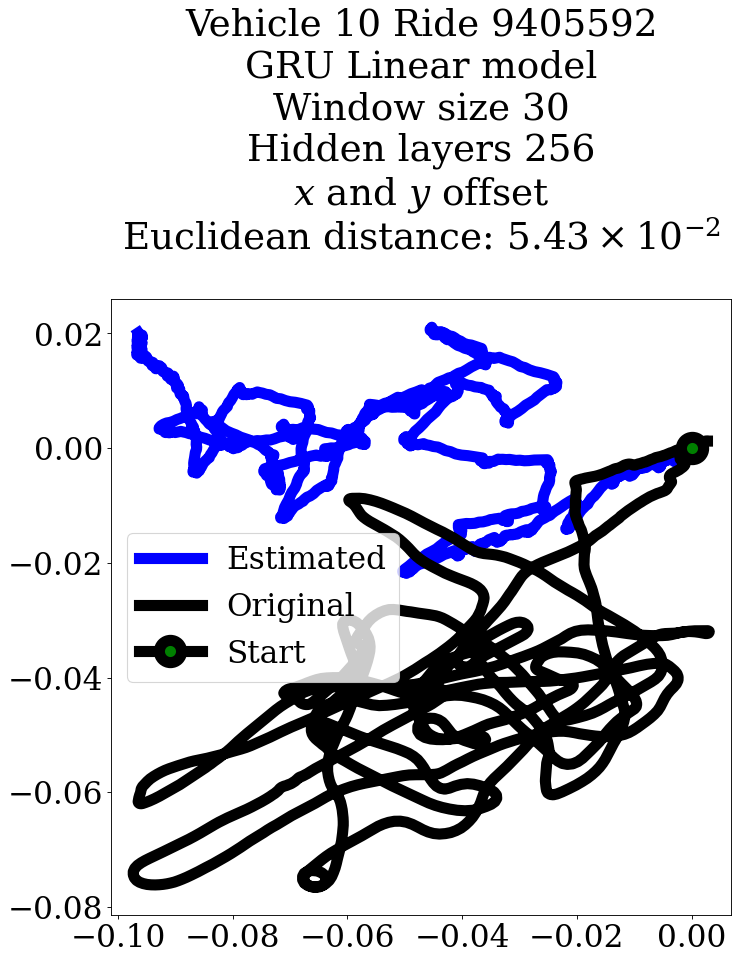 Vehicle 10 Ride 9405592
GRU Linear model
Window size 30
Hidden layers 256
x and y offset
Euclidean distance: 5.43 × 10⁻²
0.02
0.00
−0.02
−0.04
−0.06
−0.08
Estimated
Original
Start
−0.10 −0.08 −0.06 −0.04 −0.02 0.00